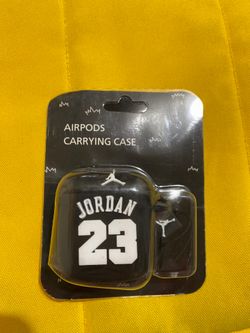 AIRPODS
CARRYING CASE
JORDAN
23